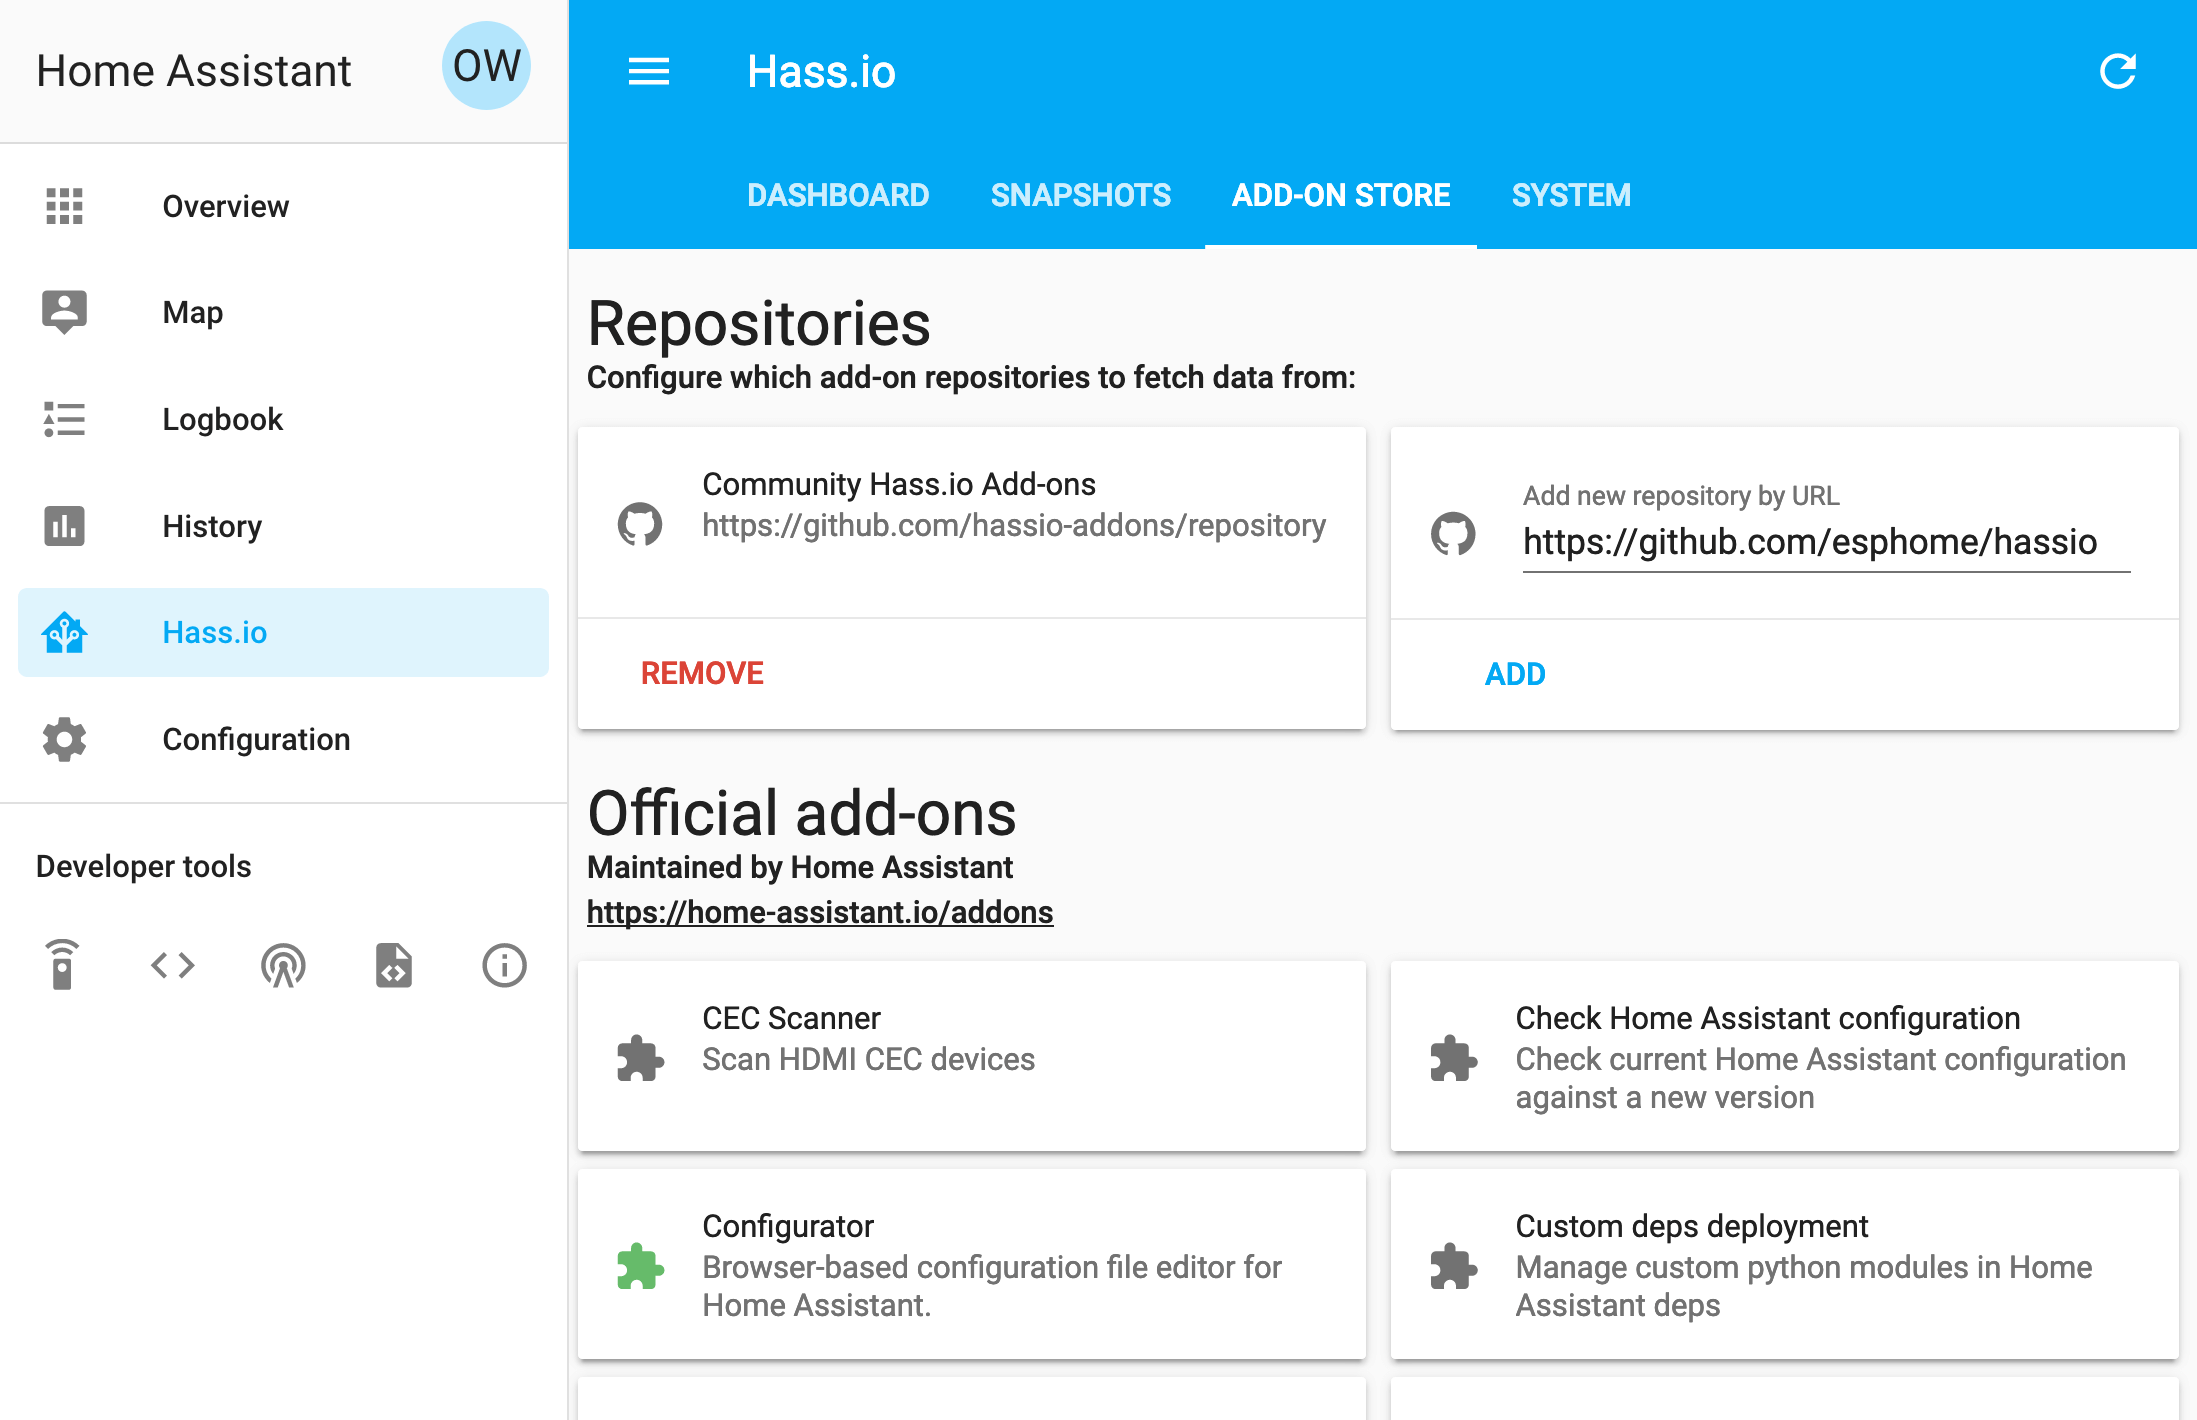 Home Assistant
OW
Overview
Map
Logbook
History
Hass.io
Configuration
Developer tools
Hass.io
DASHBOARD
SNAPSHOTS
ADD-ON STORE
SYSTEM
Repositories
Configure which add-on repositories to fetch data from:
Community Hass.io Add-ons
https://github.com/hassio-addons/repository
REMOVE
Add new repository by URL
https://github.com/esphome/hassio
ADD
Official add-ons
Maintained by Home Assistant
https://home-assistant.io/addons
CEC Scanner
Scan HDMI CEC devices
Check Home Assistant configuration
Check current Home Assistant configuration
against a new version
Configurator
Browser-based configuration file editor for
Home Assistant.
Custom deps deployment
Manage custom python modules in Home
Assistant deps